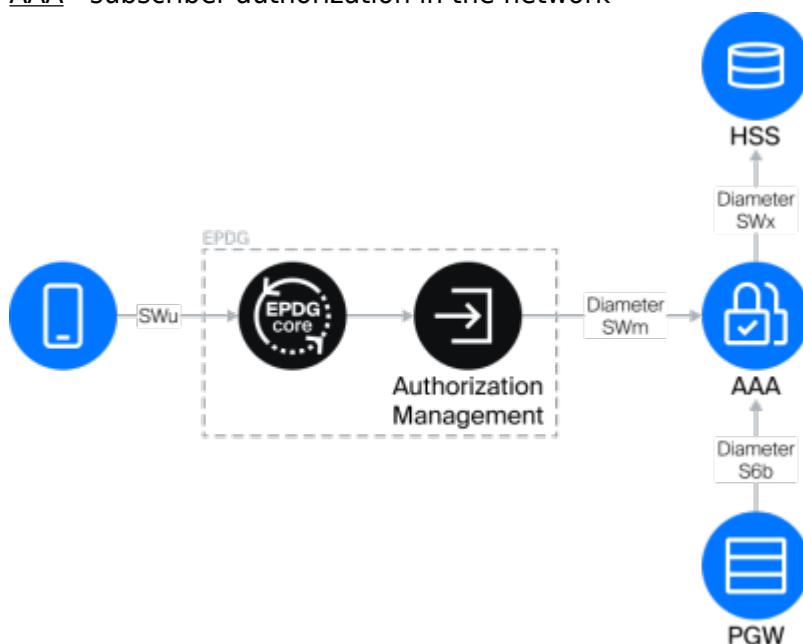 AAA - Subscriber authorization in the network
HSS
Diameter
SWx
EPDG
SWu
EPDG
core
Diameter
SWm
Authorization
Management
AAA
Diameter
S6b
PGW